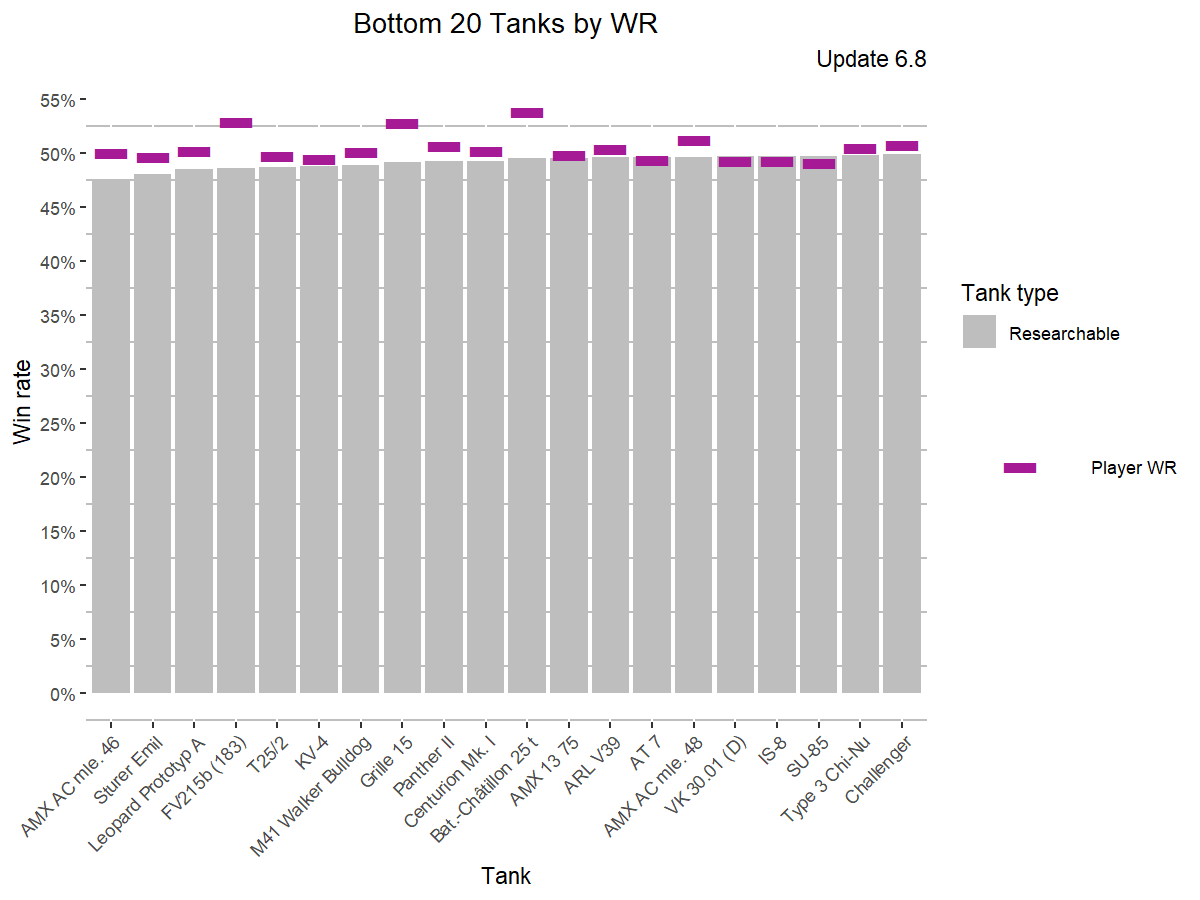 Bottom 20 Tanks by WR
Update 6.8
55%
50%
45%
40%
35%
30%
25%
20%
15%
10%
5%
0%
Win rate
AMX AC mle. 46
Sturer Emil
Leopard Prototyp A
FV215b (183)
T25/2
KV-4
M41 Walker Bulldog
Grille 15
Panther II
Centurion Mk. I
Bat.-Châtillon 25 t
AMX 13 75
ARL V39
AT 7
AMX AC mle. 48
VK 30.01 (D)
IS-8
SU-85
Type 3 Chi-Nu
Challenger
Tank
Tank type
Researchable
Player WR